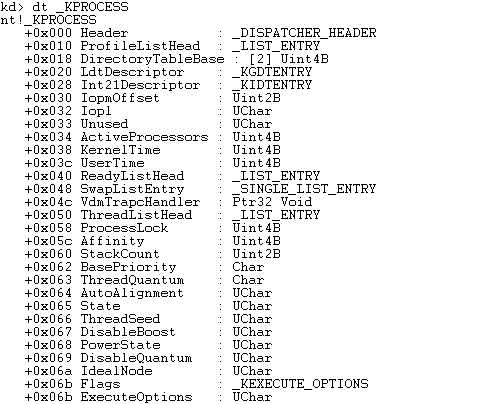 kd> dt _KPROCESS
nt!_KPROCESS
   +0x000 Header           : _DISPATCHER_HEADER
   +0x010 ProfileListHead  : _LIST_ENTRY
   +0x018 DirectoryTableBase : [2] Uint4B
   +0x020 LdtDescriptor    : _KGDTENTRY
   +0x028 Int21Descriptor  : _KIDTENTRY
   +0x030 IopmOffset       : Uint2B
   +0x032 Iopl             : UChar
   +0x033 Unused           : UChar
   +0x034 ActiveProcessors : Uint4B
   +0x038 KernelTime       : Uint4B
   +0x03c UserTime         : Uint4B
   +0x040 ReadyListHead    : _LIST_ENTRY
   +0x048 SwapListEntry    : _SINGLE_LIST_ENTRY
   +0x04c VdmTrapcHandler  : Ptr32 Void
   +0x050 ThreadListHead   : _LIST_ENTRY
   +0x058 ProcessLock      : Uint4B
   +0x05c Affinity         : Uint4B
   +0x060 StackCount       : Uint2B
   +0x062 BasePriority     : Char
   +0x063 ThreadQuantum    : Char
   +0x064 AutoAlignment    : UChar
   +0x065 State            : UChar
   +0x066 ThreadSeed       : UChar
   +0x067 DisableBoost     : UChar
   +0x068 PowerState       : UChar
   +0x069 DisableQuantum   : UChar
   +0x06a IdealNode        : UChar
   +0x06b Flags            : _KEXECUTE_OPTIONS
   +0x06b ExecuteOptions   : UChar